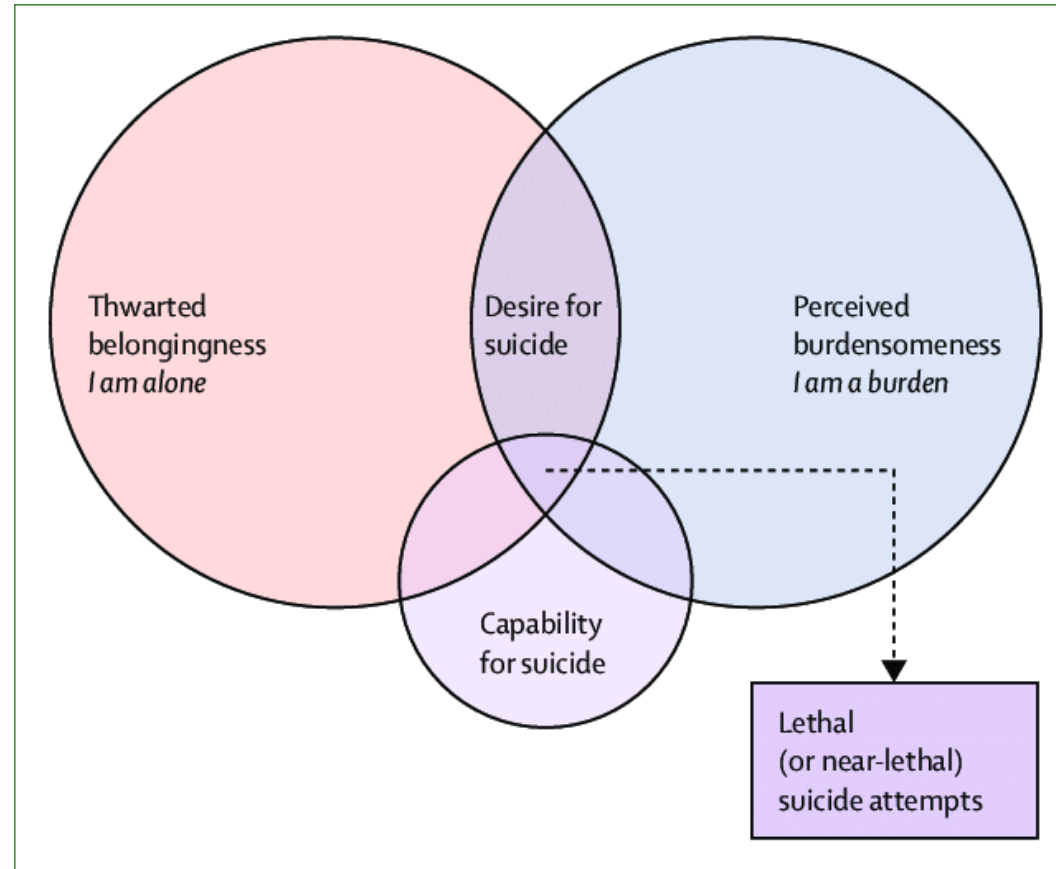 Thwarted
belongingness
I am alone
Desire for
suicide
Perceived
burdensomeness
I am a burden
Capability
for suicide
Lethal
(or near-lethal)
suicide attempts